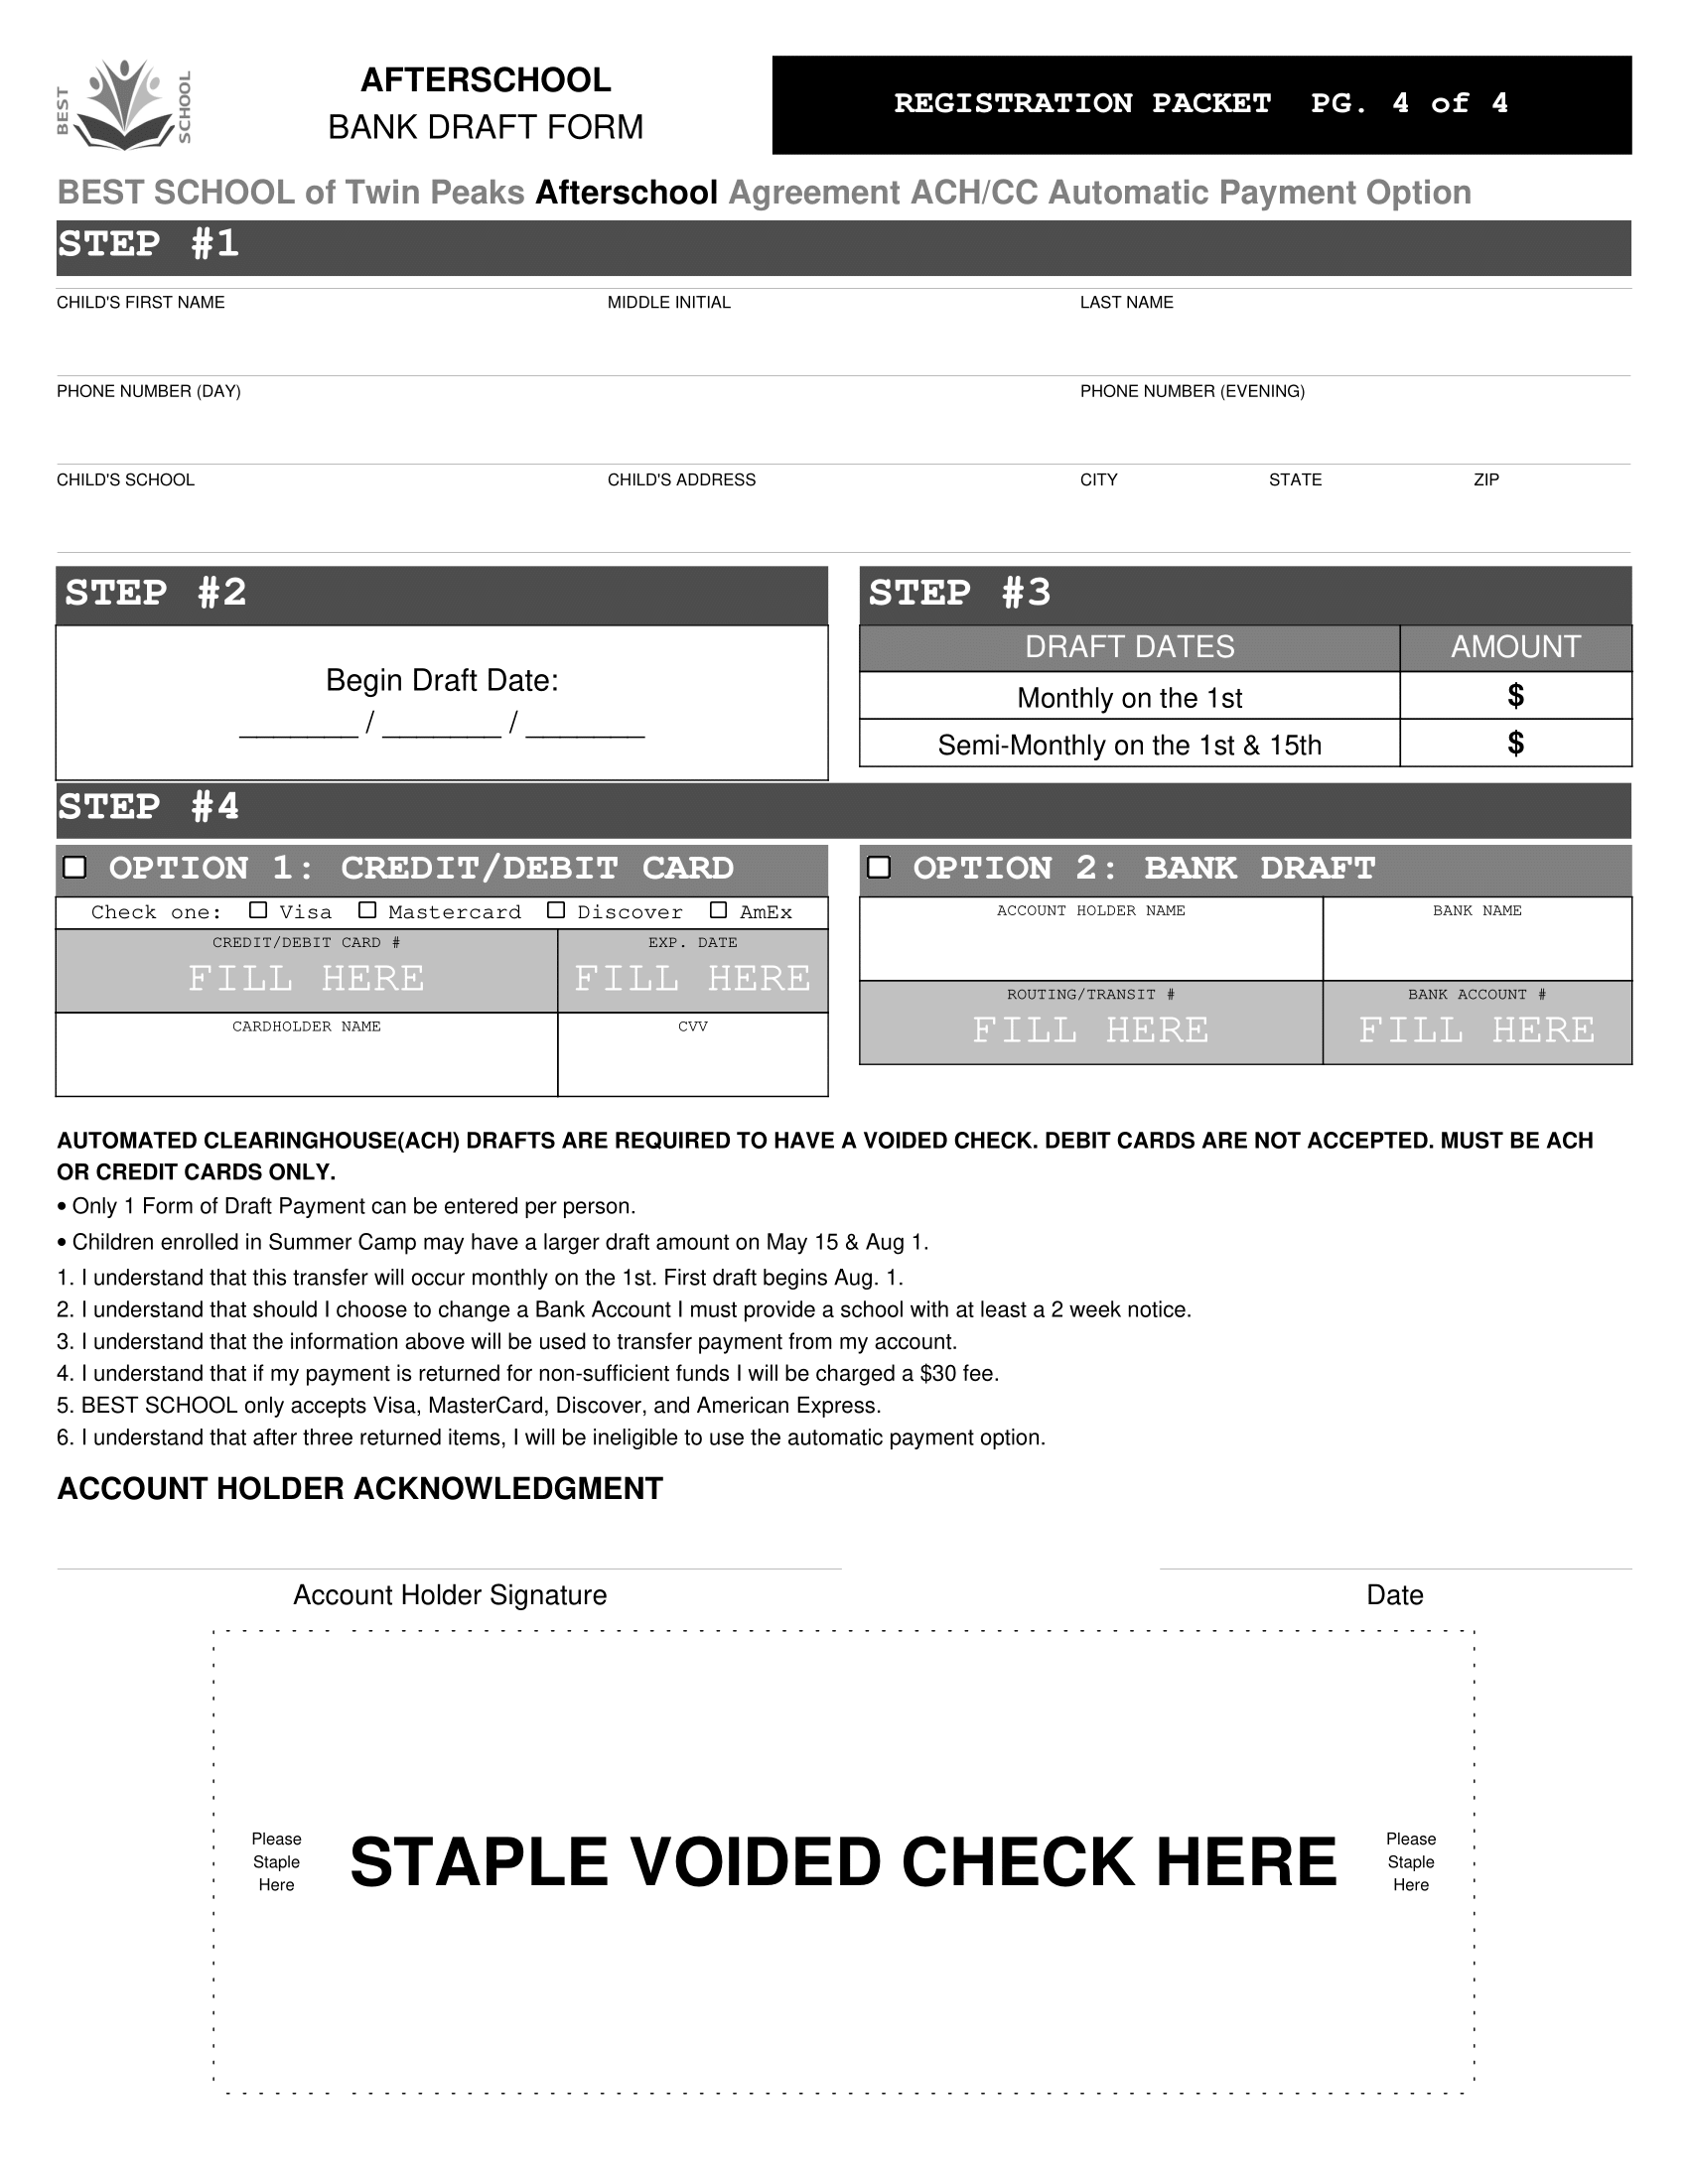 BEST SCHOOL
AFTERSCHOOL
BANK DRAFT FORM
REGISTRATION PACKET PG. 4 of 4
BEST SCHOOL of Twin Peaks Afterschool Agreement ACH/CC Automatic Payment Option
STEP #1
CHILD'S FIRST NAME MIDDLE INITIAL LAST NAME
PHONE NUMBER (DAY) PHONE NUMBER (EVENING)
CHILD'S SCHOOL CHILD'S ADDRESS CITY STATE ZIP
STEP #2
Begin Draft Date:
_______ / _______ / _______
STEP #3
DRAFT DATES AMOUNT
Monthly on the 1st $
Semi-Monthly on the 1st & 15th $
STEP #4
OPTION 1: CREDIT/DEBIT CARD
Check one: Visa Mastercard Discover AmEx
CREDIT/DEBIT CARD # EXP. DATE
FILL HERE FILL HERE
CARDHOLDER NAME CVV
OPTION 2: BANK DRAFT
ACCOUNT HOLDER NAME BANK NAME
ROUTING/TRANSIT # BANK ACCOUNT #
FILL HERE FILL HERE
AUTOMATED CLEARINGHOUSE(ACH) DRAFTS ARE REQUIRED TO HAVE A VOIDED CHECK. DEBIT CARDS ARE NOT ACCEPTED. MUST BE ACH
OR CREDIT CARDS ONLY.
• Only 1 Form of Draft Payment can be entered per person.
• Children enrolled in Summer Camp may have a larger draft amount on May 15 & Aug 1.
1. I understand that this transfer will occur monthly on the 1st. First draft begins Aug. 1.
2. I understand that should I choose to change a Bank Account I must provide a school with at least a 2 week notice.
3. I understand that the information above will be used to transfer payment from my account.
4. I understand that if my payment is returned for non-sufficient funds I will be charged a $30 fee.
5. BEST SCHOOL only accepts Visa, MasterCard, Discover, and American Express.
6. I understand that after three returned items, I will be ineligible to use the automatic payment option.
ACCOUNT HOLDER ACKNOWLEDGMENT
Account Holder Signature Date
Please
Staple
Here
STAPLE VOIDED CHECK HERE
Please
Staple
Here